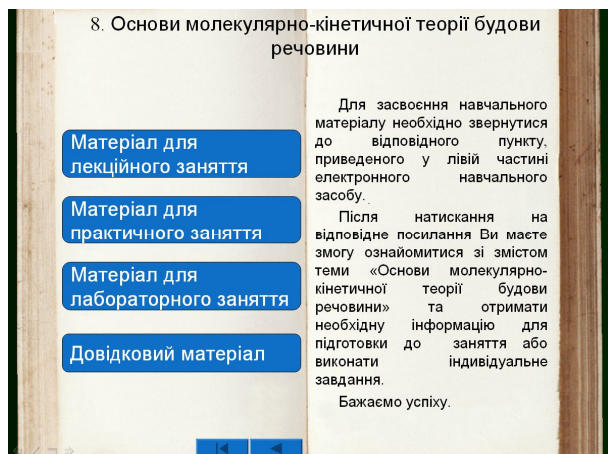 8. Основи молекулярно-кінетичної теорії будови
речовини
Матеріал для
лекційного заняття
Матеріал для
практичного заняття
Матеріал для
лабораторного заняття
Довідковий матеріал
Для засвоєння навчального
матеріалу необхідно звернутися
до відповідного пункту,
приведеного у лівій частині
електронного навчального
засобу.
Після натискання на
відповідне посилання Ви маєте
змогу ознайомитися зі змістом
теми «Основи молекулярно-
кінетичної теорії будови
речовини» та отримати
необхідну інформацію для
підготовки до заняття або
виконати індивідуальне
завдання.
Бажаємо успіху.